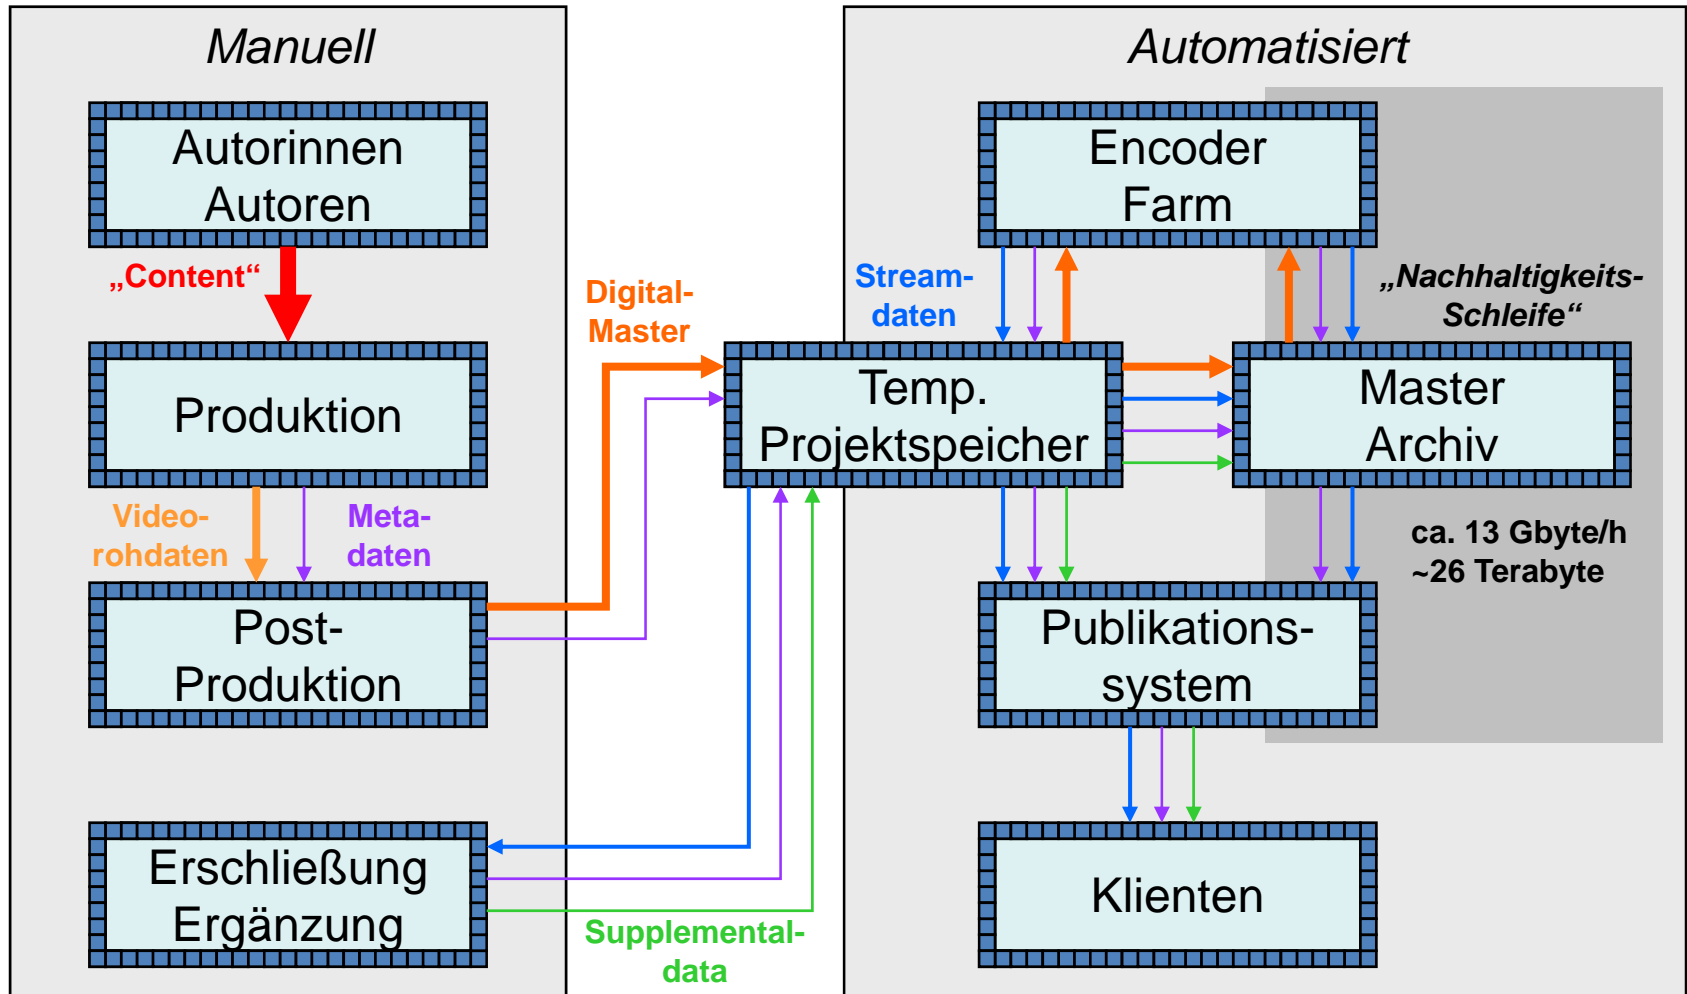 Manuell
Automatisiert
Autorinnen
Autoren
Encoder
Farm
„Content“
Digital-
Master
Stream-
daten
„Nachhaltigkeits-
Schleife“
Produktion
Temp.
Projektspeicher
Master
Archiv
Video-
rohdaten
Meta-
daten
ca. 13 Gbyte/h
~26 Terabyte
Post-
Produktion
Publikations-
system
Erschließung
Ergänzung
Supplemental-
data
Klienten